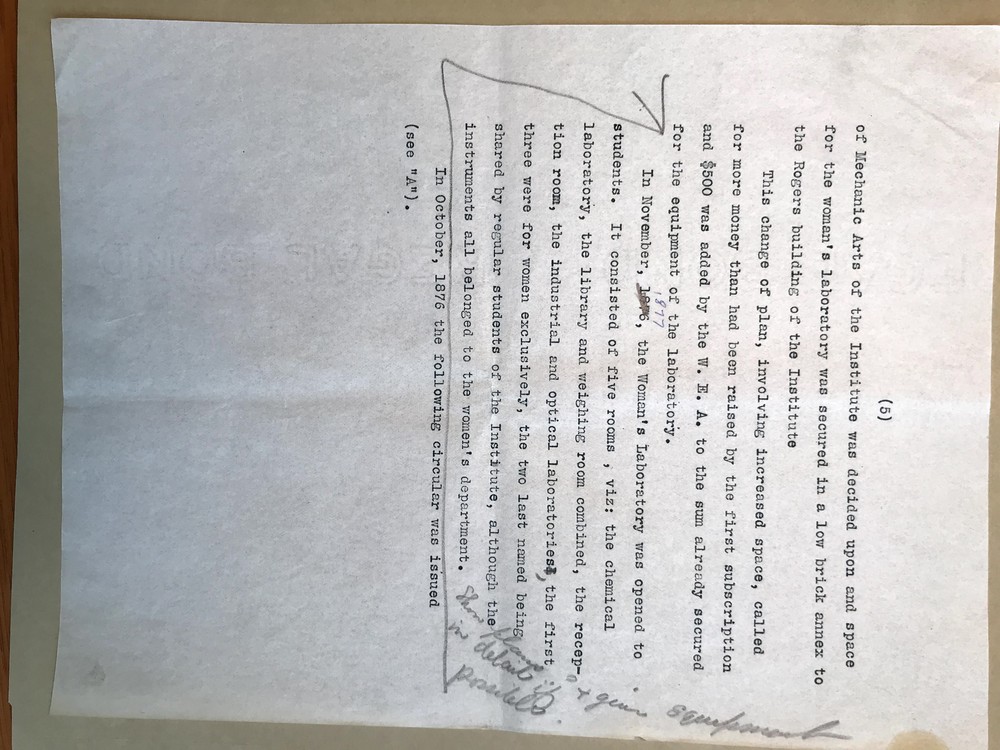 (5)
of Mechanic Arts of the Institute was decided upon and space
for the woman's laboratory was secured in a low brick annex to
the Rogers building of the Institute
This change of plan, involving increased space, called
for more money than had been raised by the first subscription
and $500 was added by the W. E. A. to the sum already secured
for the equipment of the laboratory.
In November, 1876, the Woman's Laboratory was opened to
1877
students. It consisted of five rooms , viz: the chemical
laboratory, the library and weighing room combined, the recep-
tion room, the industrial and optical laboratories, the first
three were for women exclusively, the two last named being
shared by regular students of the Institute, although the
instruments all belonged to the women's department.
Show plans
in detail if
possible. + give equipment
In October, 1876 the following circular was issued
(see "A").